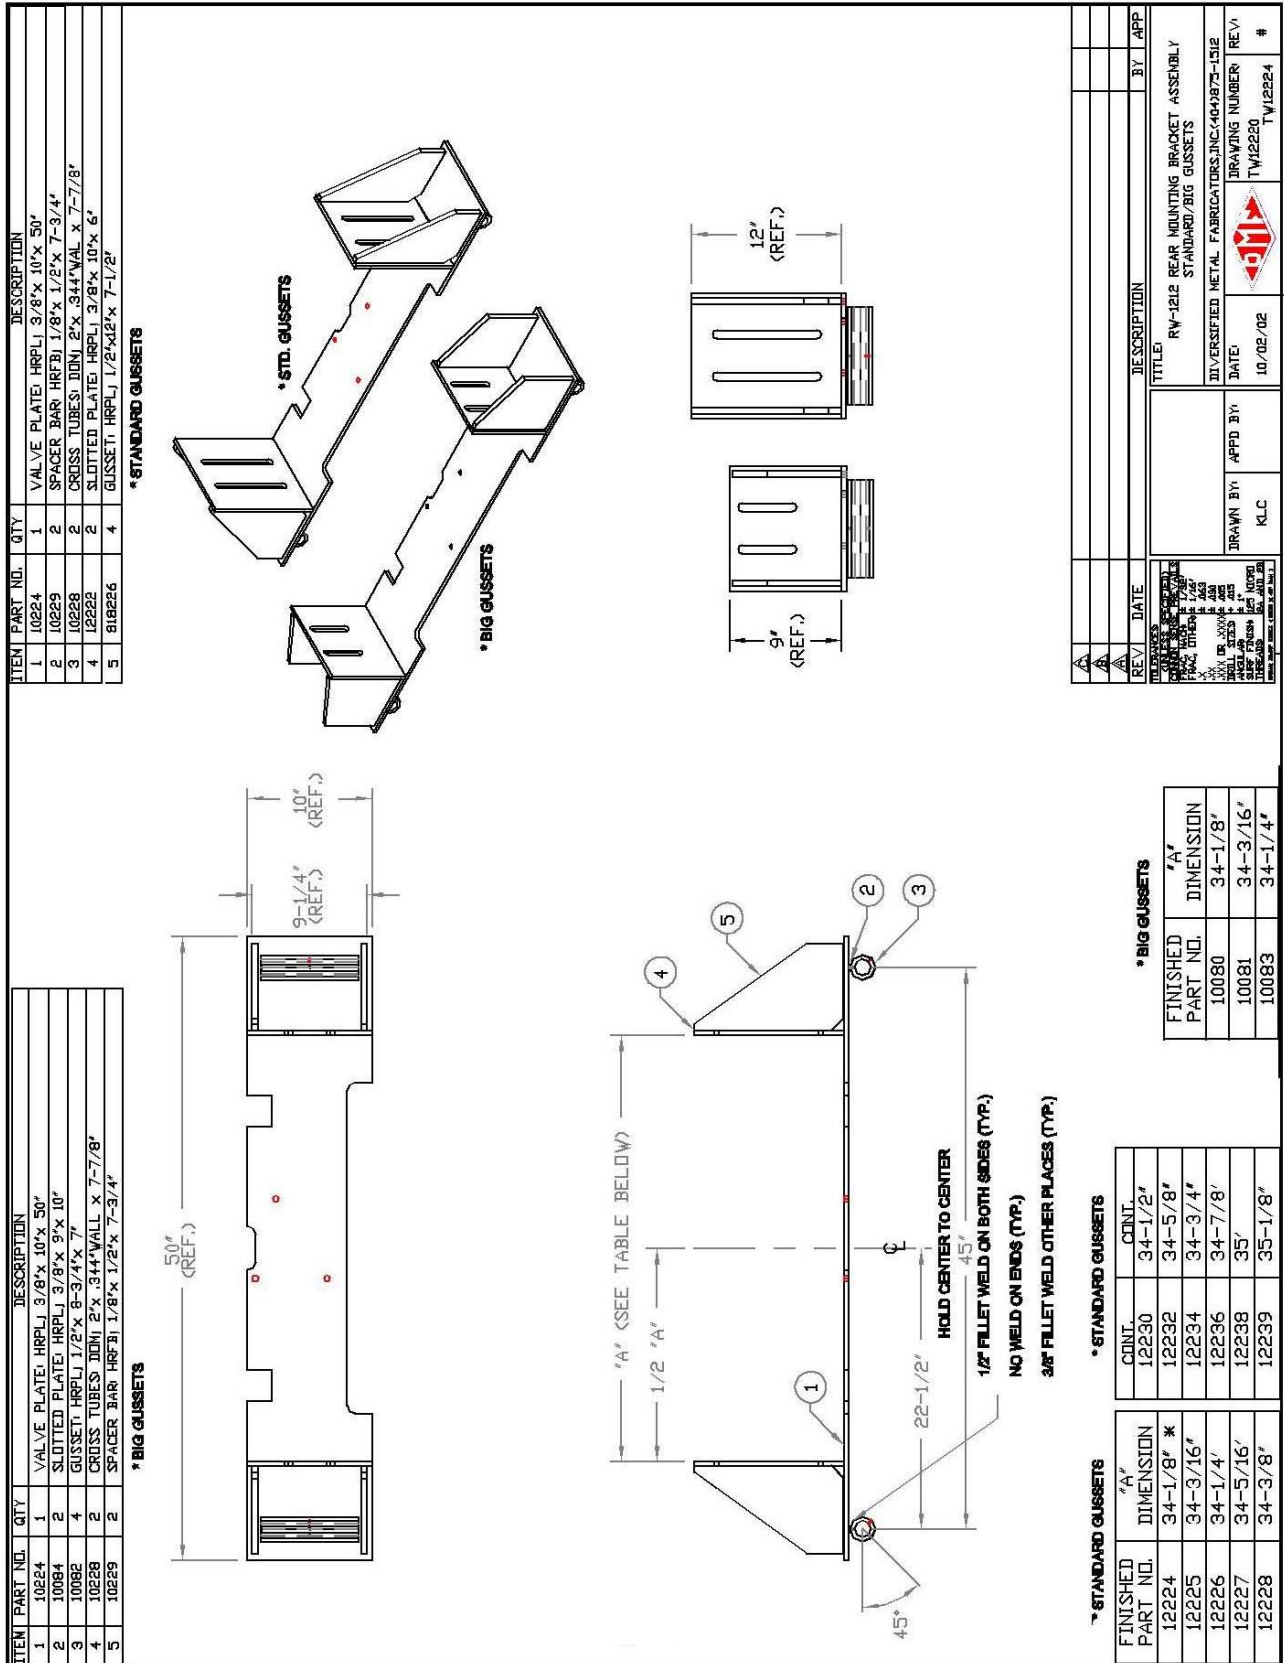 ITEM PART NO. QTY DESCRIPTION
1 10224 1 VALVE PLATE: HRPL; 3/8"x 10"x 50"
2 10084 2 SLOTTED PLATE: HRPL; 3/8"x 9"x 10"
3 10082 4 GUSSET: HRPL; 1/2"x 8-3/4"x 7"
4 10228 2 CROSS TUBES: DOM; 2"x .344"WALL x 7-7/8"
5 10229 2 SPACER BAR: HRFB; 1/8"x 1/2"x 7-3/4"
* BIG GUSSETS
ITEM PART NO. QTY DESCRIPTION
1 10224 1 VALVE PLATE: HRPL; 3/8"x 10"x 50"
2 10229 2 SPACER BAR: HRFB; 1/8"x 1/2"x 7-3/4"
3 10228 2 CROSS TUBES: DOM; 2"x .344"WAL x 7-7/8"
4 12222 2 SLOTTED PLATE: HRPL; 3/8"x 10"x 6"
5 818226 4 GUSSET: HRPL; 1/2"x12"x 7-1/2"
* STANDARD GUSSETS
50"
(REF.)
9-1/4"
(REF.)
10"
(REF.)
* STD. GUSSETS
* BIG GUSSETS
"A" (SEE TABLE BELOW)
1/2 "A"
4
5
1
2
3
22-1/2"
45"
45°
HOLD CENTER TO CENTER
1/2" FILLET WELD ON BOTH SIDES (TYP.)
NO WELD ON ENDS (TYP.)
3/8" FILLET WELD OTHER PLACES (TYP.)
9"
(REF.)
12"
(REF.)
* STANDARD GUSSETS
FINISHED PART NO. "A" DIMENSION
12224 34-1/8" *
12225 34-3/16"
12226 34-1/4'
12227 34-5/16'
12228 34-3/8"
* STANDARD GUSSETS
CONT. CONT.
12230 34-1/2"
12232 34-5/8"
12234 34-3/4"
12236 34-7/8'
12238 35'
12239 35-1/8"
* BIG GUSSETS
FINISHED PART NO. "A" DIMENSION
10080 34-1/8"
10081 34-3/16"
10083 34-1/4"
C
B
A
REV DATE DESCRIPTION BY APP
TOLERANCES
TITLE:
RW-1212 REAR MOUNTING BRACKET ASSEMBLY
STANDARD/BIG GUSSETS
DIVERSIFIED METAL FABRICATORS,INC.(404)875-1512
DRAWN BY: KLC
APPD BY:
DATE: 10/02/02
DMF
DRAWING NUMBER:
TW12220
TW12224
REV:
#